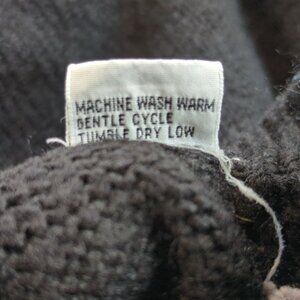 MACHINE WASH WARM
GENTLE CYCLE
TUMBLE DRY LOW